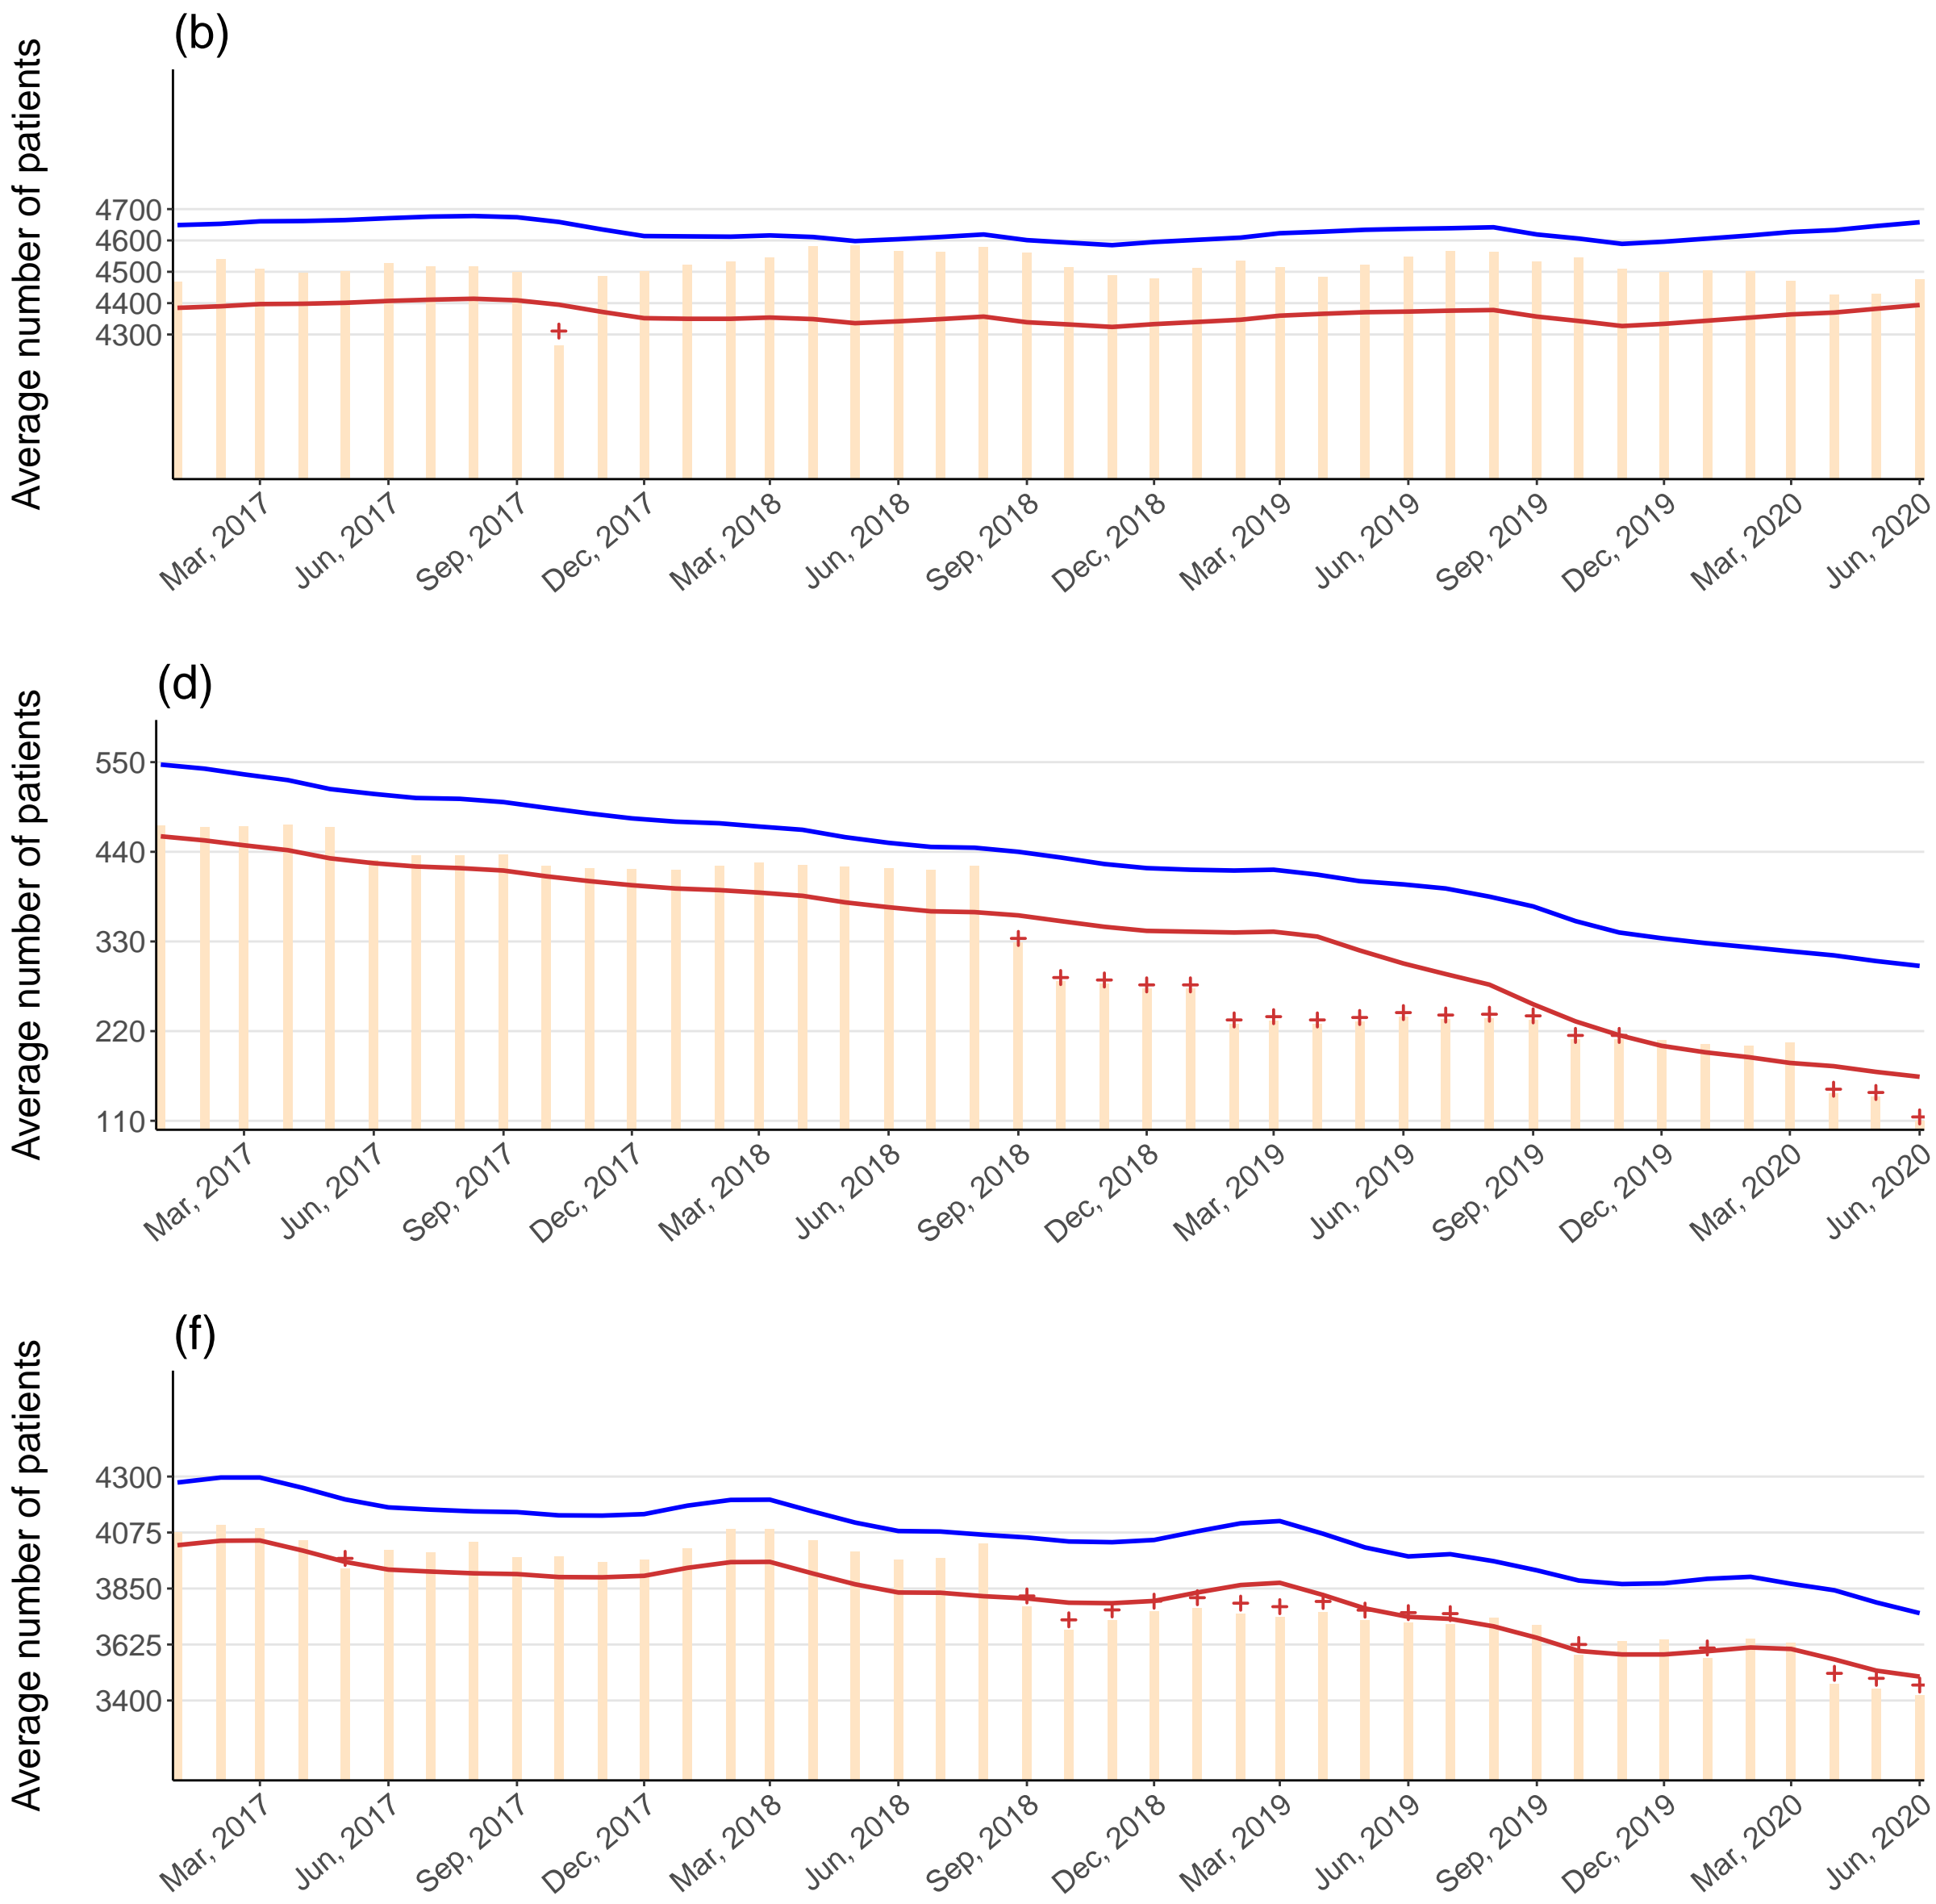 (b)
Average number of patients
4700
4600
4500
4400
4300
Mar, 2017
Jun, 2017
Sep, 2017
Dec, 2017
Mar, 2018
Jun, 2018
Sep, 2018
Dec, 2018
Mar, 2019
Jun, 2019
Sep, 2019
Dec, 2019
Mar, 2020
Jun, 2020
(d)
Average number of patients
550
440
330
220
110
Mar, 2017
Jun, 2017
Sep, 2017
Dec, 2017
Mar, 2018
Jun, 2018
Sep, 2018
Dec, 2018
Mar, 2019
Jun, 2019
Sep, 2019
Dec, 2019
Mar, 2020
Jun, 2020
(f)
Average number of patients
4300
4075
3850
3625
3400
Mar, 2017
Jun, 2017
Sep, 2017
Dec, 2017
Mar, 2018
Jun, 2018
Sep, 2018
Dec, 2018
Mar, 2019
Jun, 2019
Sep, 2019
Dec, 2019
Mar, 2020
Jun, 2020